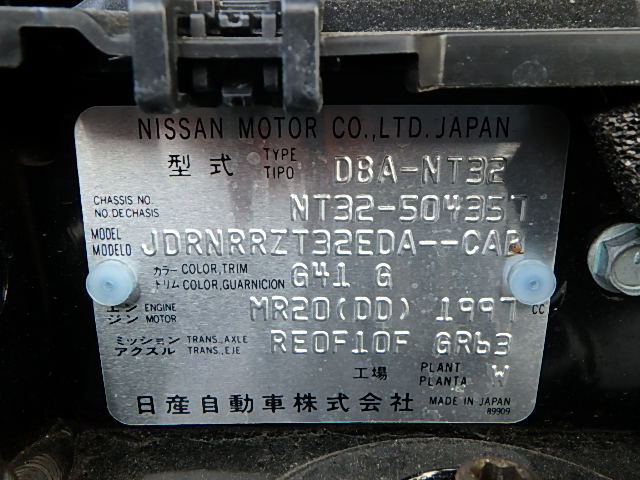 NISSAN MOTOR CO.,LTD. JAPAN
型式 TYPE TIPO DBA-NT32
CHASSIS NO. NO. DE CHASIS NT32-504357
MODEL MODELO JDRNRRZT32EDA--CAD
カラー COLOR, TRIM トリム COLOR, GUARNICION G41 G
エンジン ENGINE MOTOR MR20(DD) 1997 CC
ミッション TRANS., AXLE アクスル TRANS., EJE RE0F10F GR63
工場 PLANT PLANTA W
日産自動車株式会社 MADE IN JAPAN
89909